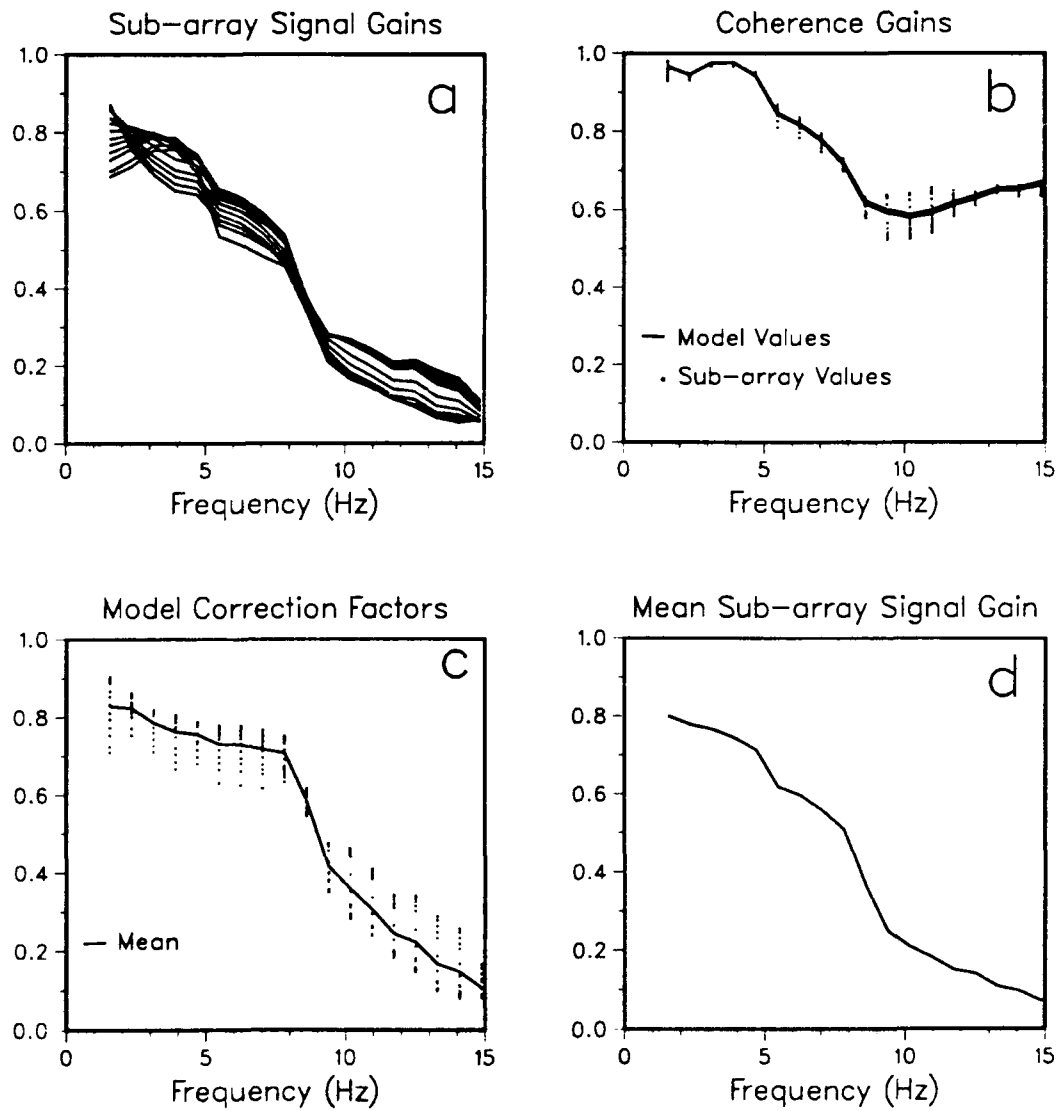 Sub-array Signal Gains
1.0
0.8
0.6
0.4
0.2
0.0
0 5 10 15
Frequency (Hz)
a
Coherence Gains
1.0
0.8
0.6
0.4
0.2
0.0
0 5 10 15
Frequency (Hz)
b
Model Values
Sub-array Values
Model Correction Factors
1.0
0.8
0.6
0.4
0.2
0.0
0 5 10 15
Frequency (Hz)
c
Mean
Mean Sub-array Signal Gain
1.0
0.8
0.6
0.4
0.2
0.0
0 5 10 15
Frequency (Hz)
d